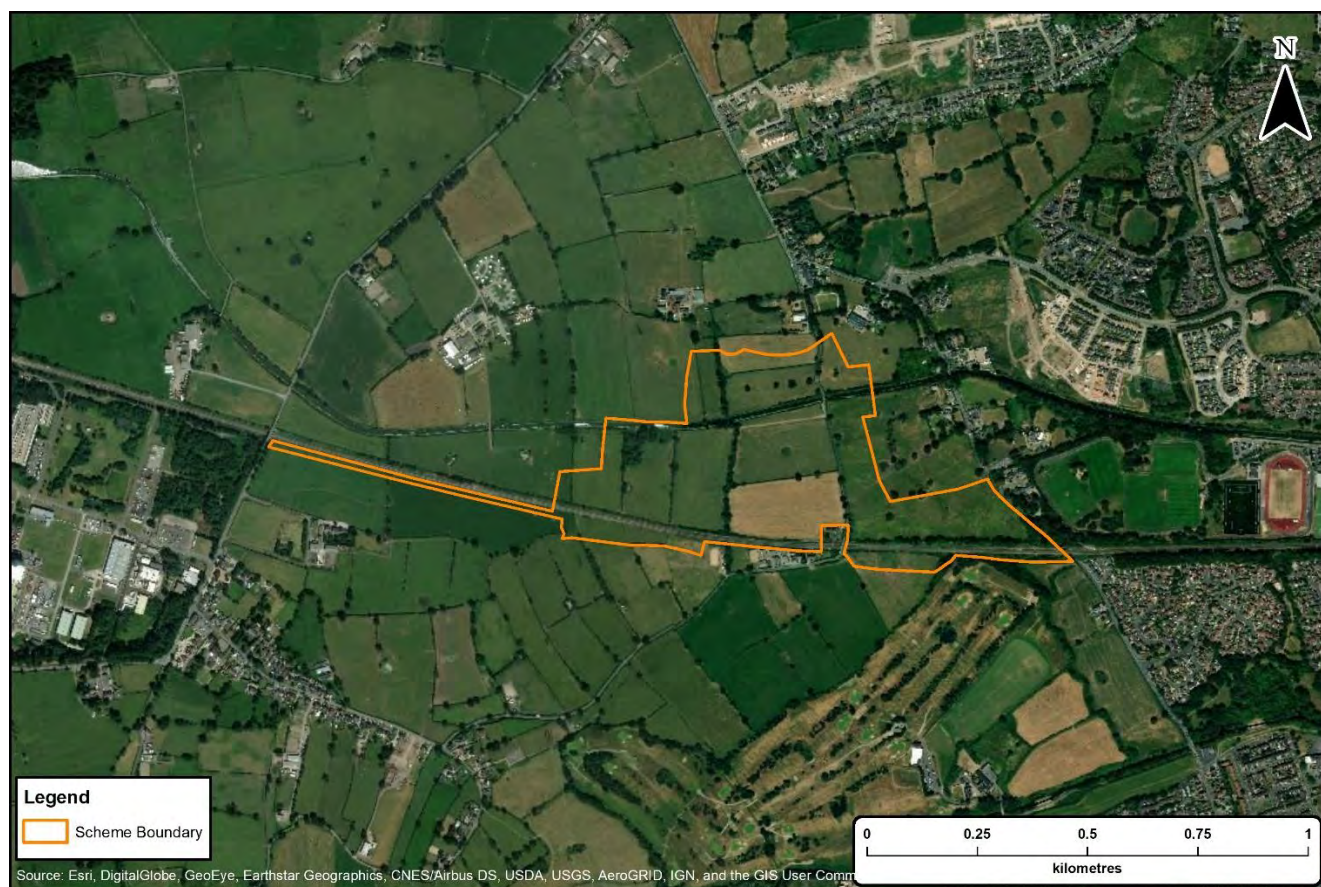 N
Legend
Scheme Boundary
0 0.25 0.5 0.75 1
kilometres
Source: Esri, DigitalGlobe, GeoEye, Earthstar Geographics, CNES/Airbus DS, USDA, USGS, AeroGRID, IGN, and the GIS User Comm